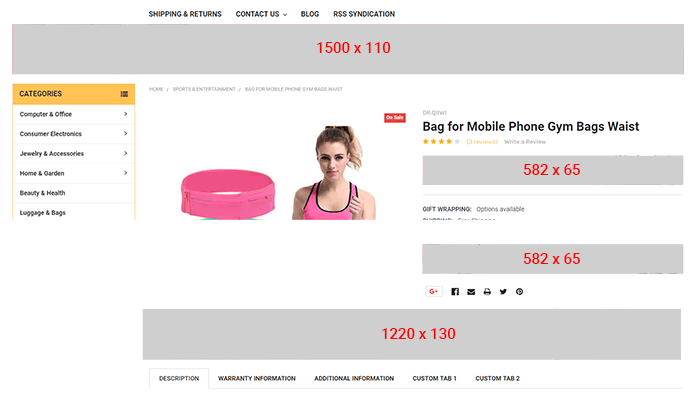 SHIPPING & RETURNS CONTACT US BLOG RSS SYNDICATION
1500 x 110
CATEGORIES
HOME / SPORTS & ENTERTAINMENT / BAG FOR MOBILE PHONE GYM BAGS WAIST
Computer & Office
Consumer Electronics
Jewelry & Accessories
Home & Garden
Beauty & Health
Luggage & Bags
On Sale
Bag for Mobile Phone Gym Bags Waist
(3 reviews) Write a Review
582 x 65
GIFT WRAPPING: Options available
SHIPPING: Free Shipping
582 x 65
G+
1220 x 130
DESCRIPTION WARRANTY INFORMATION ADDITIONAL INFORMATION CUSTOM TAB 1 CUSTOM TAB 2